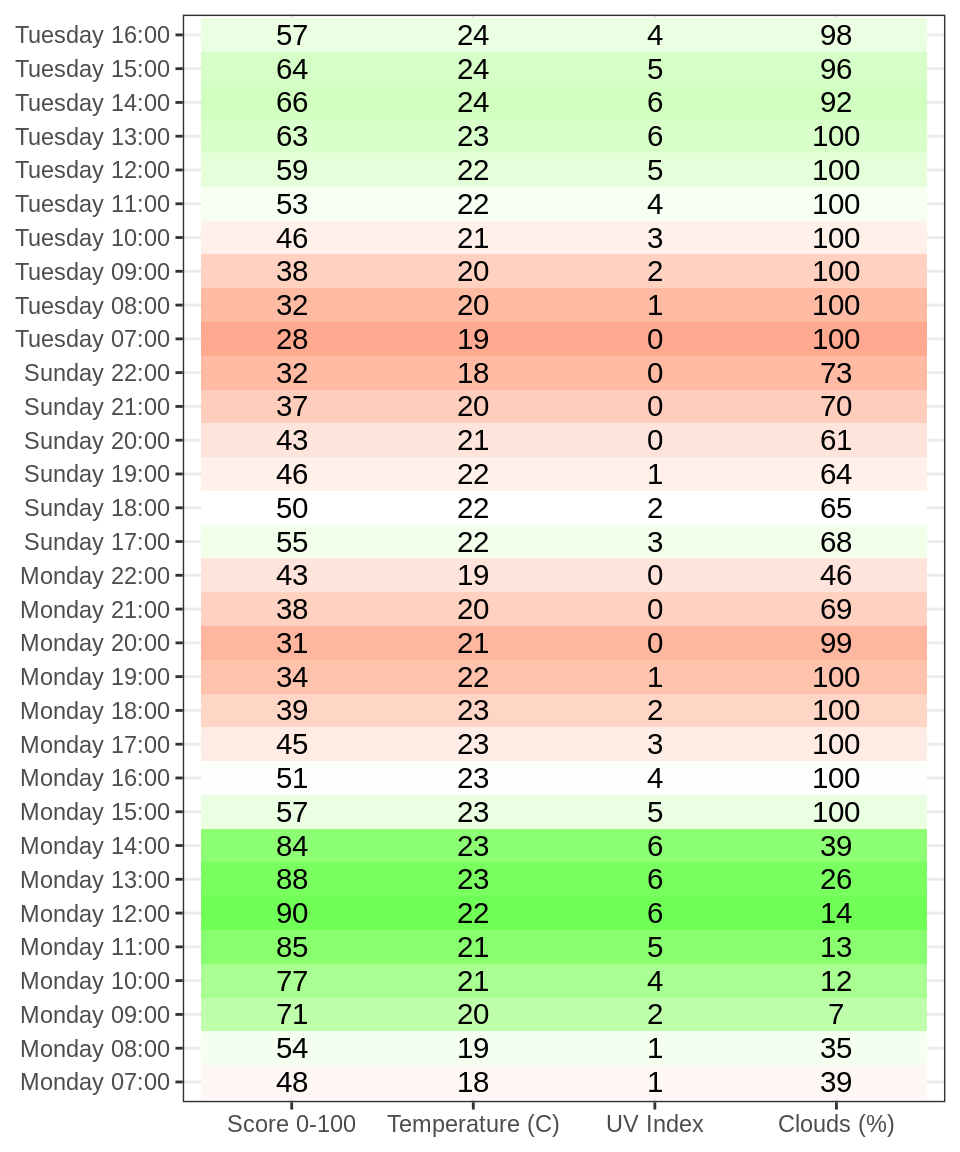 Tuesday 16:00 57 24 4 98
Tuesday 15:00 64 24 5 96
Tuesday 14:00 66 24 6 92
Tuesday 13:00 63 23 6 100
Tuesday 12:00 59 22 5 100
Tuesday 11:00 53 22 4 100
Tuesday 10:00 46 21 3 100
Tuesday 09:00 38 20 2 100
Tuesday 08:00 32 20 1 100
Tuesday 07:00 28 19 0 100
Sunday 22:00 32 18 0 73
Sunday 21:00 37 20 0 70
Sunday 20:00 43 21 0 61
Sunday 19:00 46 22 1 64
Sunday 18:00 50 22 2 65
Sunday 17:00 55 22 3 68
Monday 22:00 43 19 0 46
Monday 21:00 38 20 0 69
Monday 20:00 31 21 0 99
Monday 19:00 34 22 1 100
Monday 18:00 39 23 2 100
Monday 17:00 45 23 3 100
Monday 16:00 51 23 4 100
Monday 15:00 57 23 5 100
Monday 14:00 84 23 6 39
Monday 13:00 88 23 6 26
Monday 12:00 90 22 6 14
Monday 11:00 85 21 5 13
Monday 10:00 77 21 4 12
Monday 09:00 71 20 2 7
Monday 08:00 54 19 1 35
Monday 07:00 48 18 1 39
Score 0-100 Temperature (C) UV Index Clouds (%)